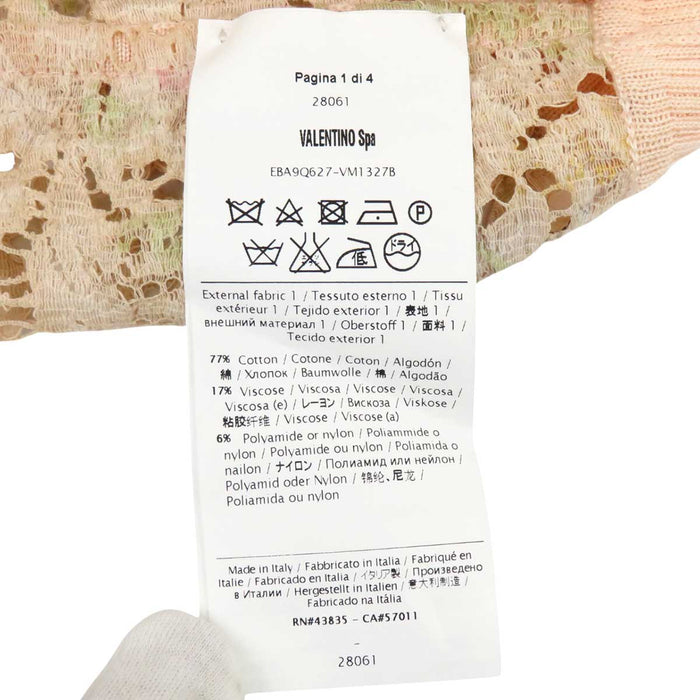 Pagina 1 di 4
28061
VALENTINO Spa
EBA9Q627-VM1327B
P
低 ドライ
External fabric 1 / Tessuto esterno 1 / Tissu
extérieur 1 / Tejido exterior 1 / 表地 1 /
внешний материал 1 / Oberstoff 1 / 面料 1 /
Tecido exterior 1
77% Cotton / Cotone / Coton / Algodón /
綿 / Хлопок / Baumwolle / 棉 / Algodão
17% Viscose / Viscosa / Viscose / Viscosa /
Viscosa (e) / レーヨン / Вискоза / Viskose /
粘胶纤维 / Viscose / Viscose (a)
6% Polyamide or nylon / Poliammide o
nylon / Polyamide ou nylon / Poliamida o
nailon / ナイロン / Полиамид или нейлон /
Polyamid oder Nylon / 锦纶、尼龙 /
Poliamida ou nylon
Made in Italy / Fabbricato in Italia / Fabriqué en
Italie / Fabricado en Italia / イタリア製 / Произведено
в Италии / Hergestellt in Italien / 意大利制造 /
Fabricado na Itália
RN#43835 - CA#57011
-
28061